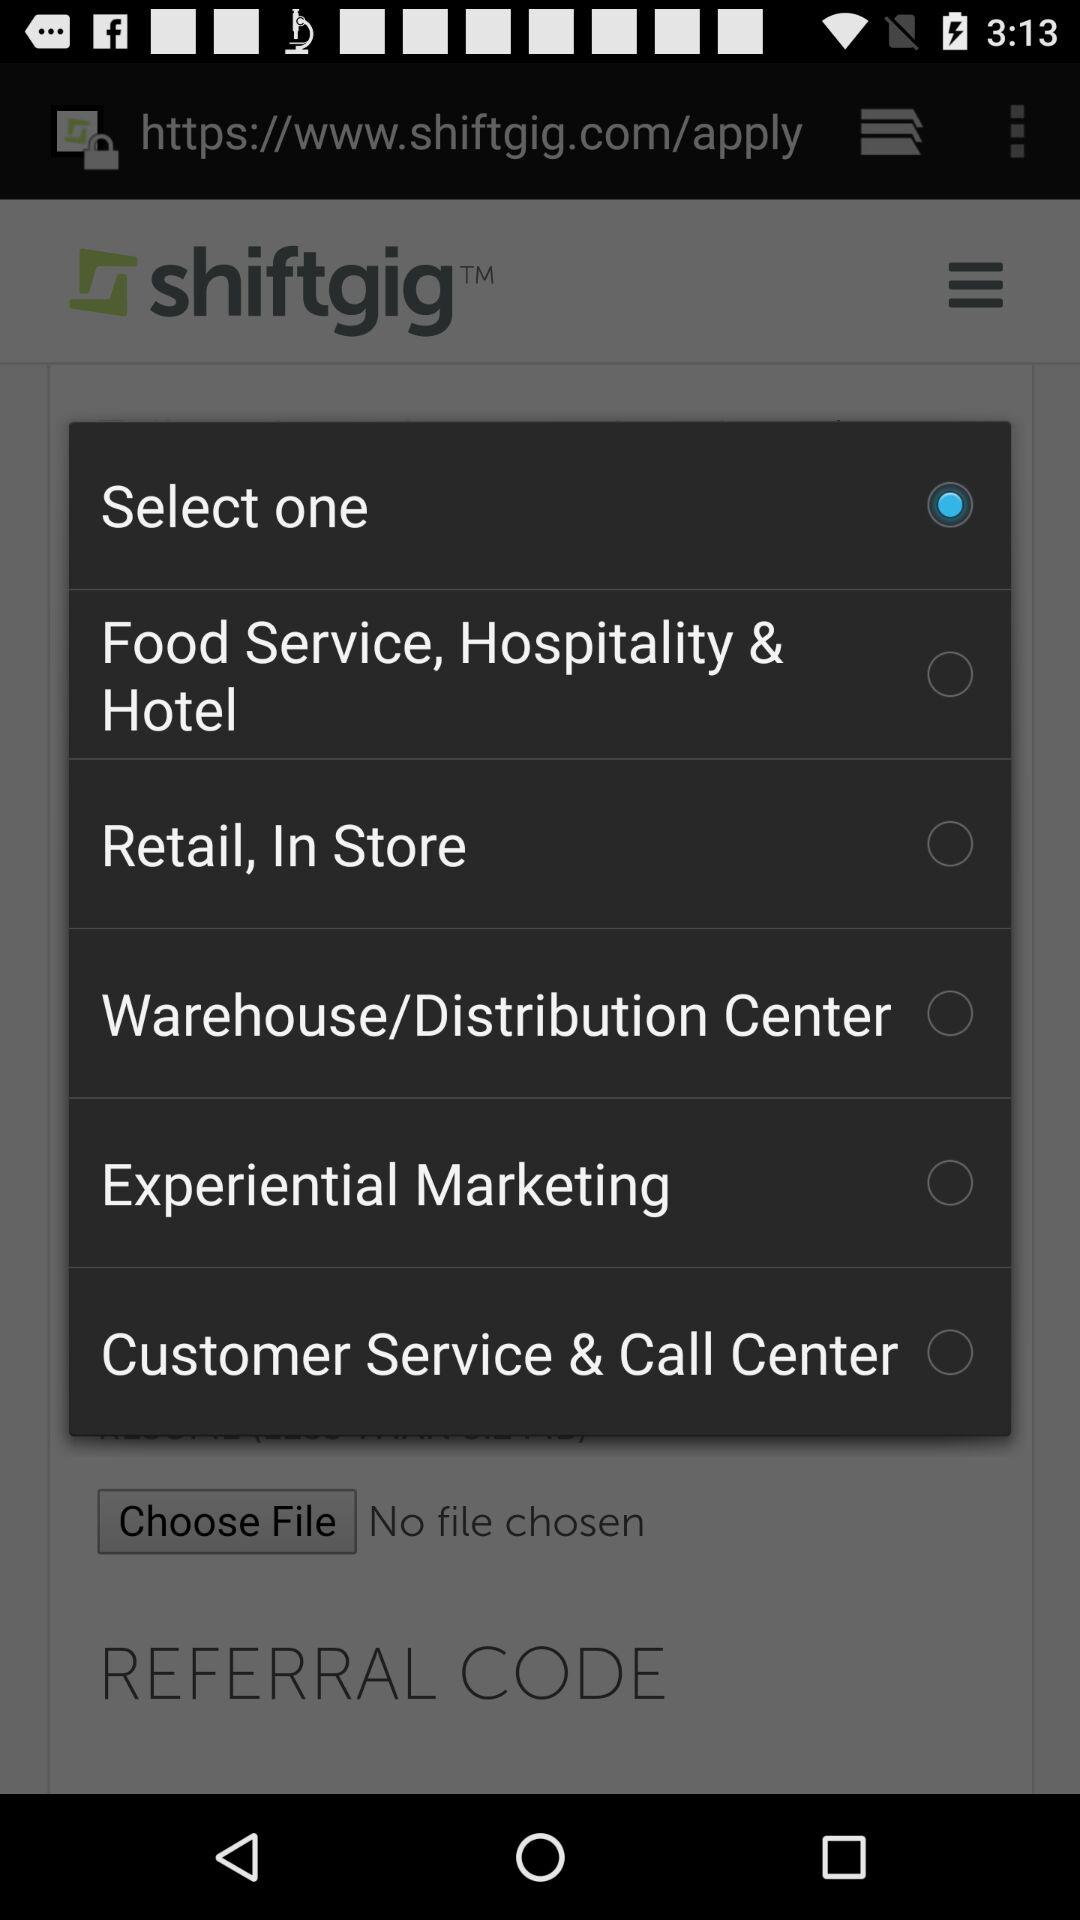 3:13
https://www.shiftgig.com/apply
shiftgig™
Select one
Food Service, Hospitality &
Hotel
Retail, In Store
Warehouse/Distribution Center
Experiential Marketing
Customer Service & Call Center
Choose File No file chosen
REFERRAL CODE